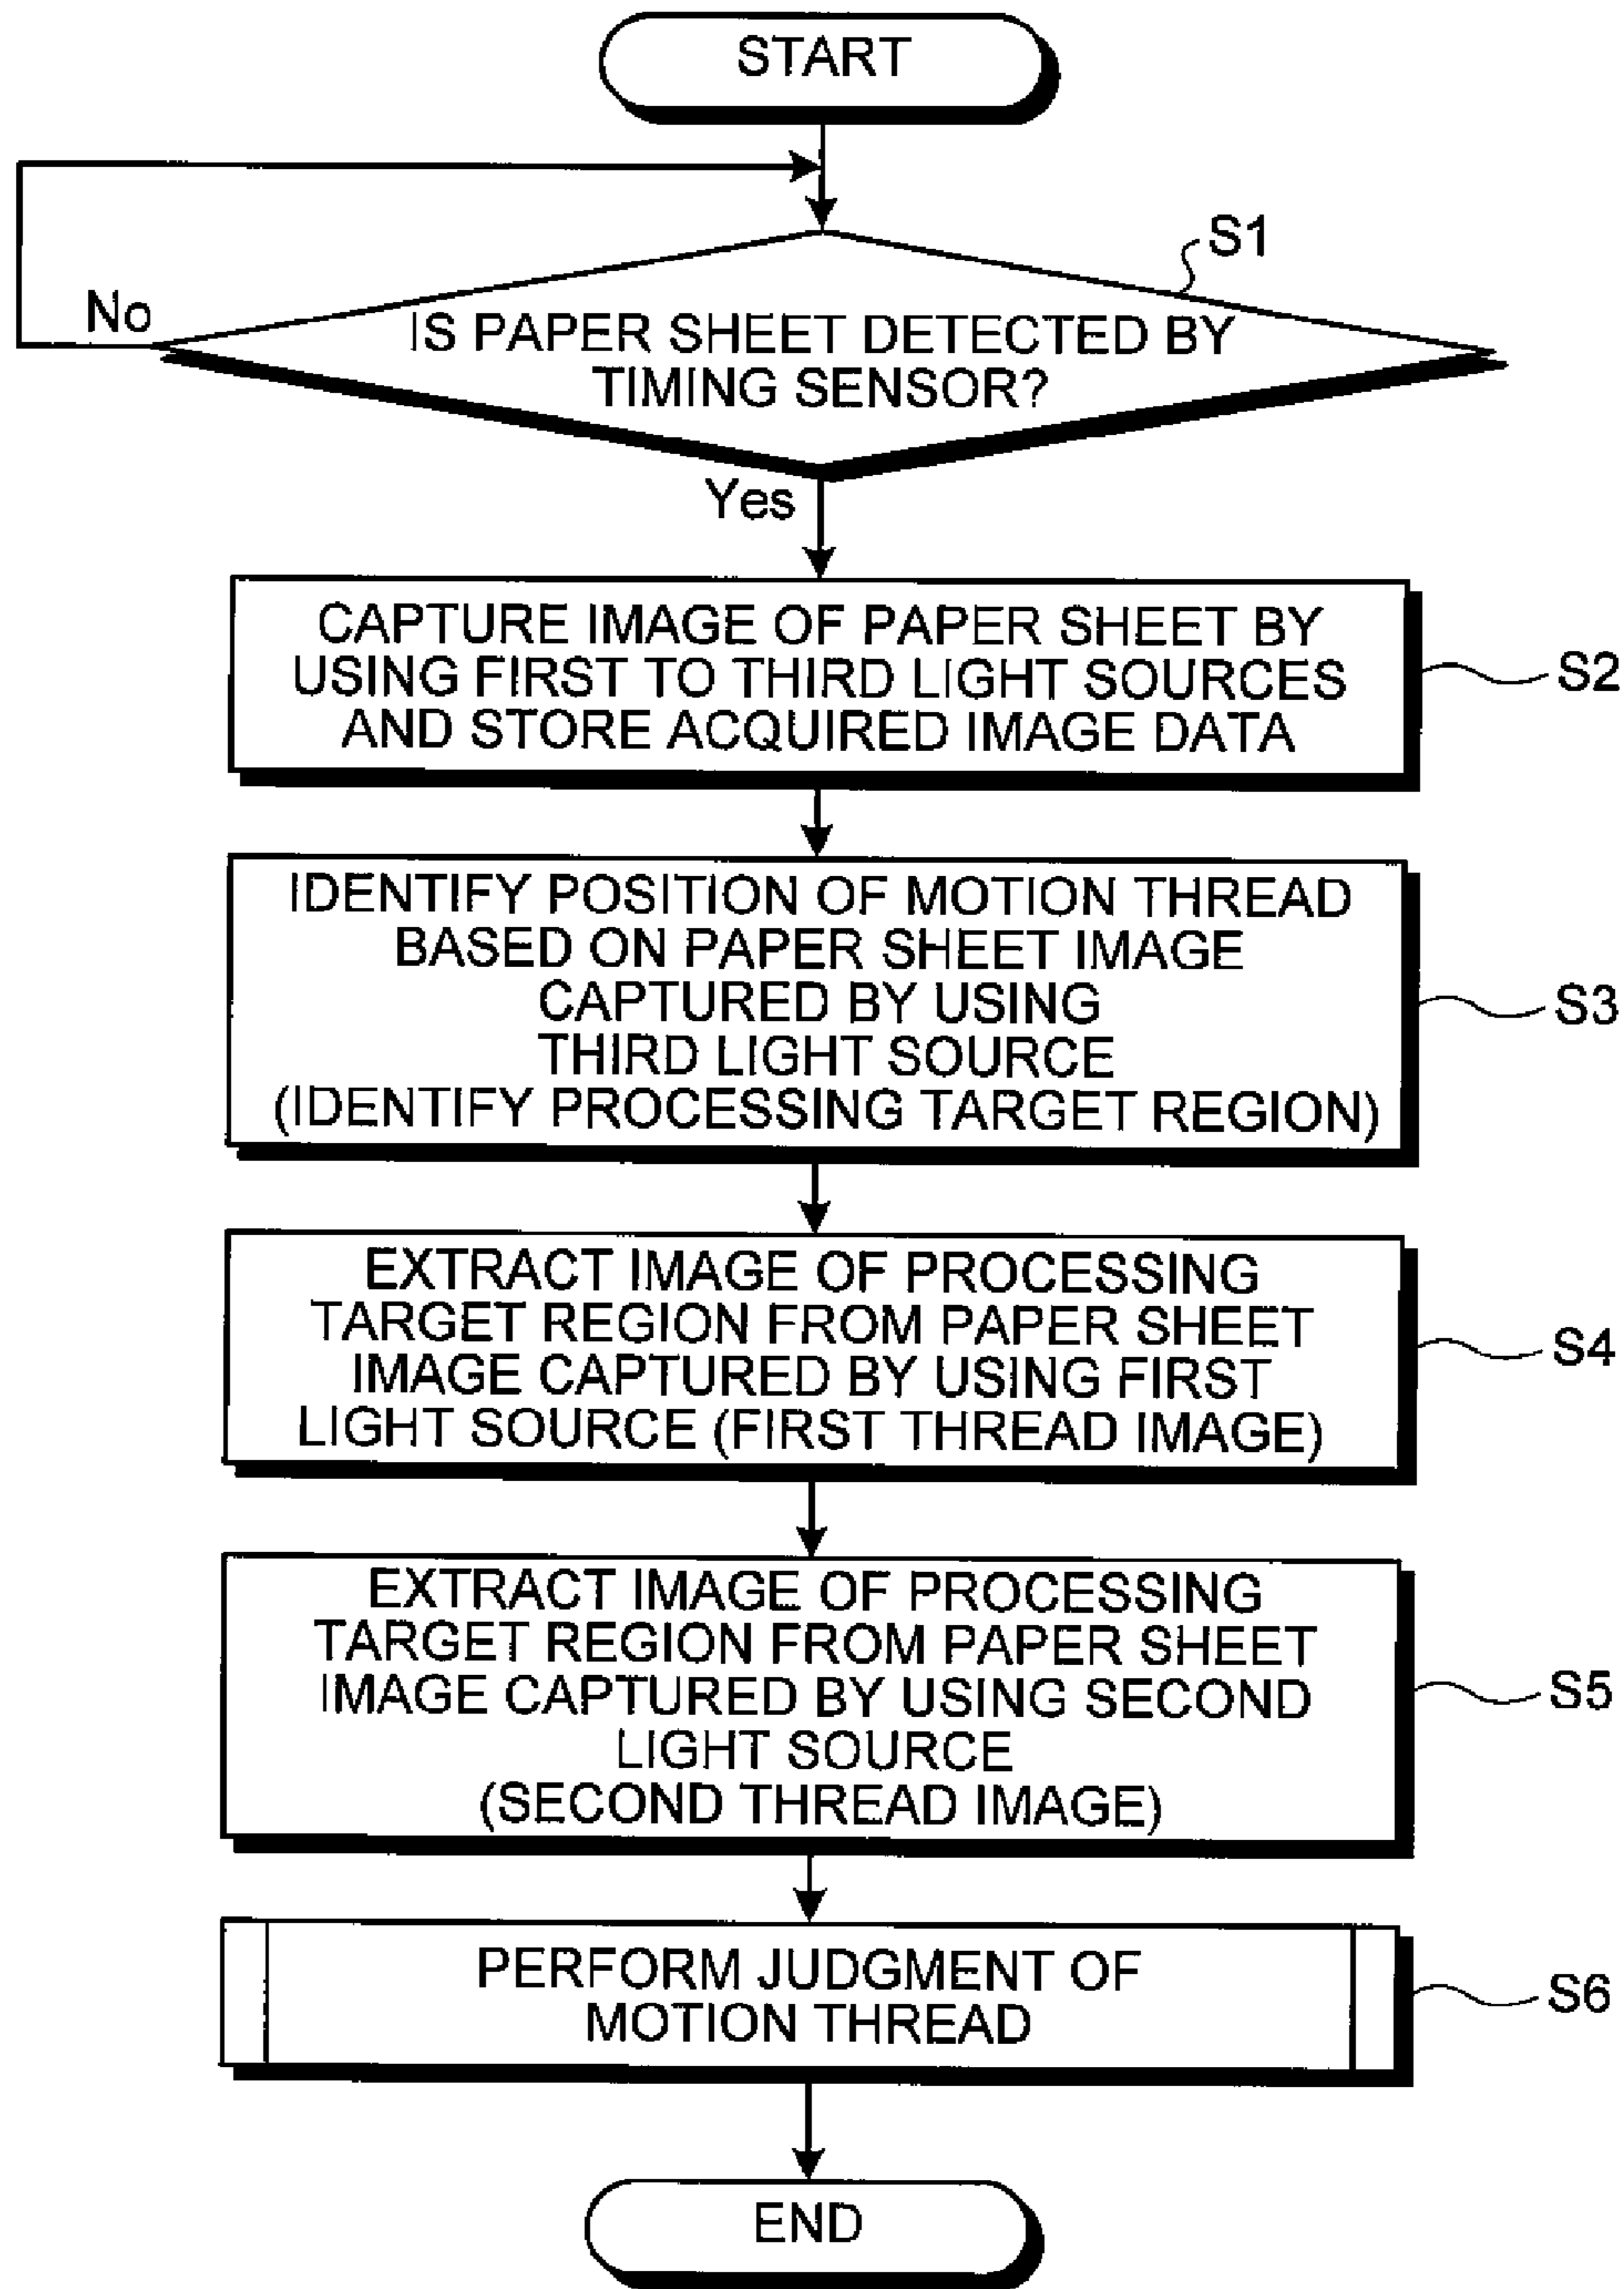 START
S1
No
IS PAPER SHEET DETECTED BY
TIMING SENSOR?
Yes
CAPTURE IMAGE OF PAPER SHEET BY
USING FIRST TO THIRD LIGHT SOURCES
AND STORE ACQUIRED IMAGE DATA
S2
IDENTIFY POSITION OF MOTION THREAD
BASED ON PAPER SHEET IMAGE
CAPTURED BY USING
THIRD LIGHT SOURCE
(IDENTIFY PROCESSING TARGET REGION)
S3
EXTRACT IMAGE OF PROCESSING
TARGET REGION FROM PAPER SHEET
IMAGE CAPTURED BY USING FIRST
LIGHT SOURCE (FIRST THREAD IMAGE)
S4
EXTRACT IMAGE OF PROCESSING
TARGET REGION FROM PAPER SHEET
IMAGE CAPTURED BY USING SECOND
LIGHT SOURCE
(SECOND THREAD IMAGE)
S5
PERFORM JUDGMENT OF
MOTION THREAD
S6
END